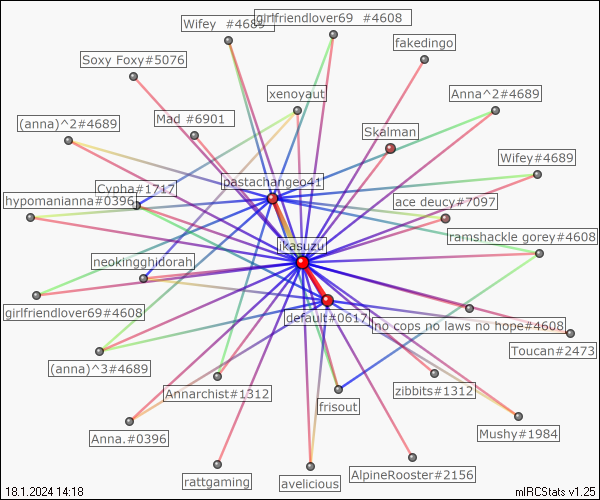 Wifey #4689
girlfriendlover69 #4608
fakedingo
Soxy Foxy#5076
xenoyaut
Anna^2#4689
(anna)^2#4689
Mad #6901
Skalman
Wifey#4689
Cypha#1717
pastachangeo41
hypomanianna#0396
ace deucy#7097
ikasuzu
ramshackle gorey#4608
neokingghidorah
girlfriendlover69#4608
default#0617
no cops no laws no hope#4608
Toucan#2473
(anna)^3#4689
Annarchist#1312
zibbits#1312
frisout
Anna.#0396
Mushy#1984
rattgaming
avelicious
AlpineRooster#2156
18.1.2024 14:18
mIRCStats v1.25